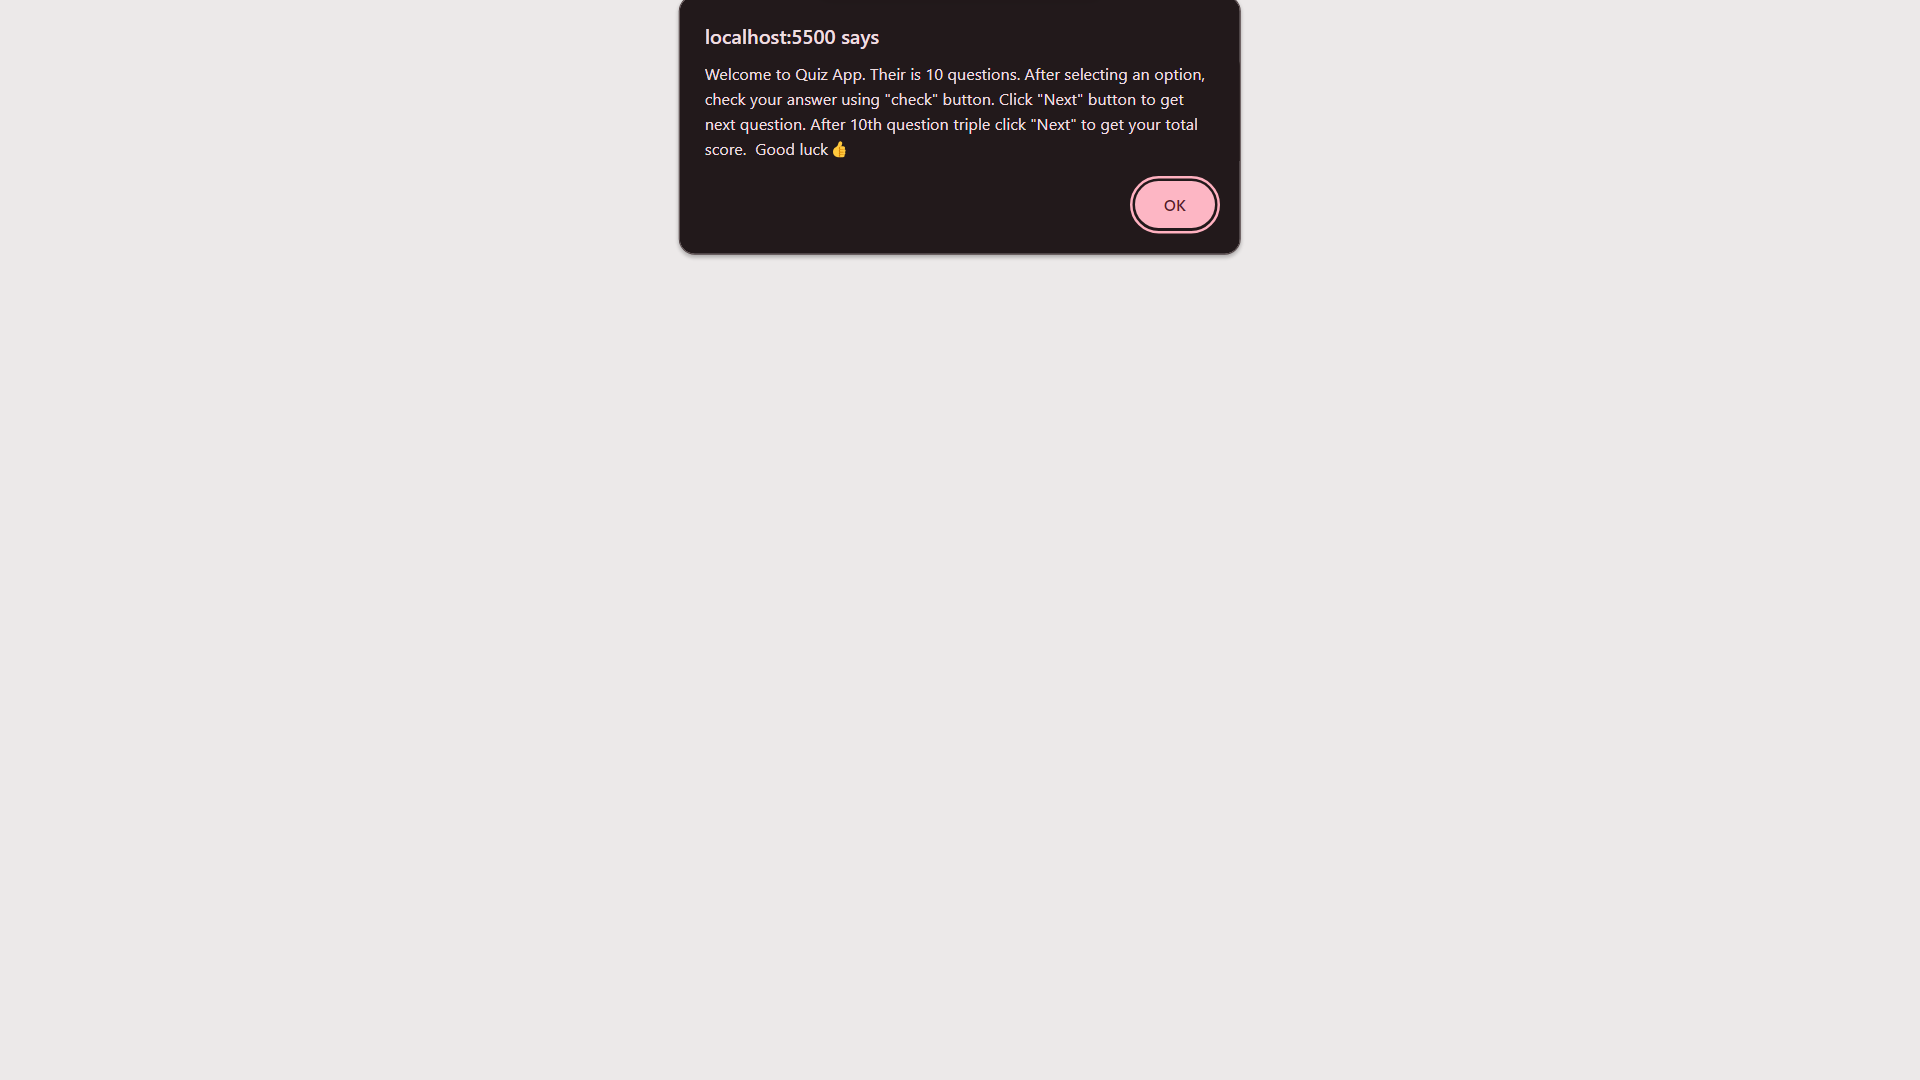 localhost:5500 says
Welcome to Quiz App. Their is 10 questions. After selecting an option,
check your answer using "check" button. Click "Next" button to get
next question. After 10th question triple click "Next" to get your total
score.  Good luck👍
OK